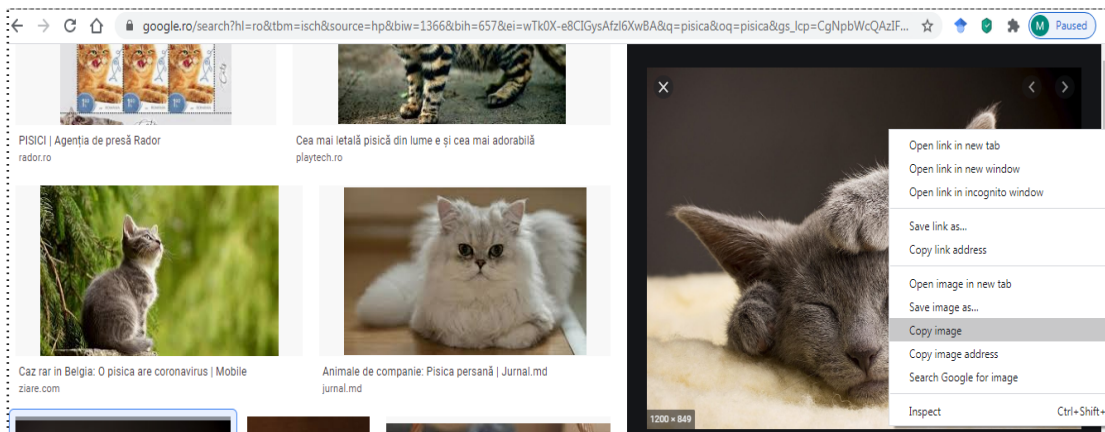 google.ro/search?hl=ro&tbm=isch&source=hp&biw=1366&bih=657&ei=wTk0X-e8CIGysAfzl6XwBA&q=pisica&oq=pisica&gs_lcp=CgNpbWcQAzIF...
M Paused
PISICI | Agenția de presă Rador
rador.ro
Cea mai letală pisică din lume e și cea mai adorabilă
playtech.ro
Caz rar in Belgia: O pisica are coronavirus | Mobile
ziare.com
Animale de companie: Pisica persană | Jurnal.md
jurnal.md
Open link in new tab
Open link in new window
Open link in incognito window
Save link as...
Copy link address
Open image in new tab
Save image as...
Copy image
Copy image address
Search Google for image
Inspect Ctrl+Shift+
1200 × 849